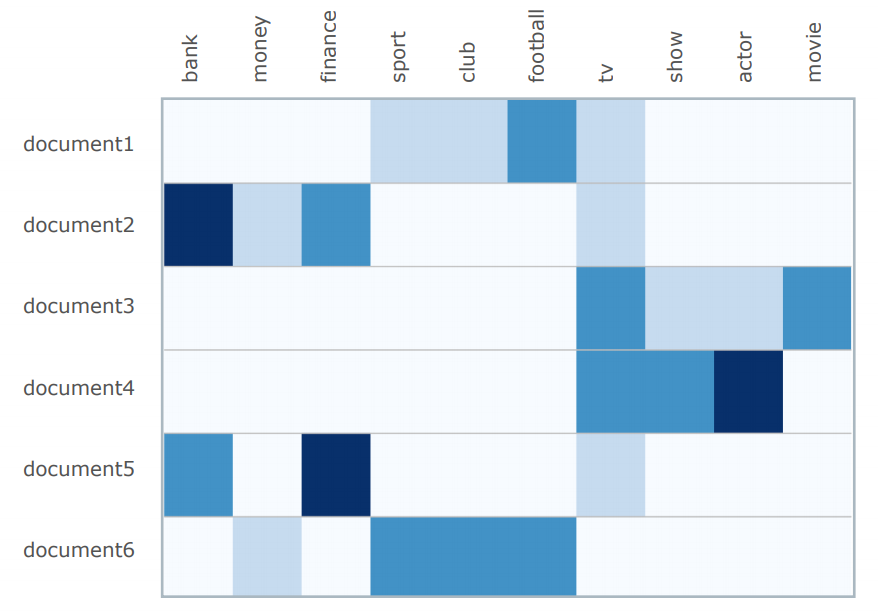 bank money finance sport club football tv show actor movie
document1
document2
document3
document4
document5
document6